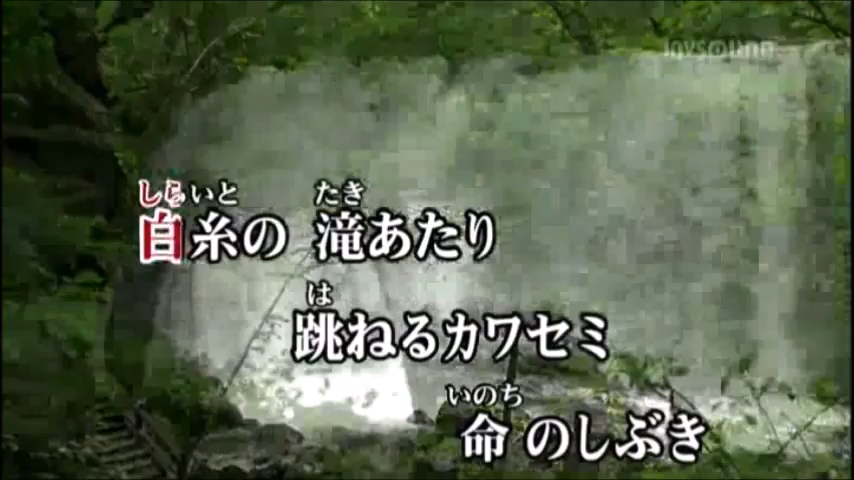 JOYSOUND
しらいと たき
白糸の 滝あたり
は
跳ねるカワセミ
いのち
命のしぶき